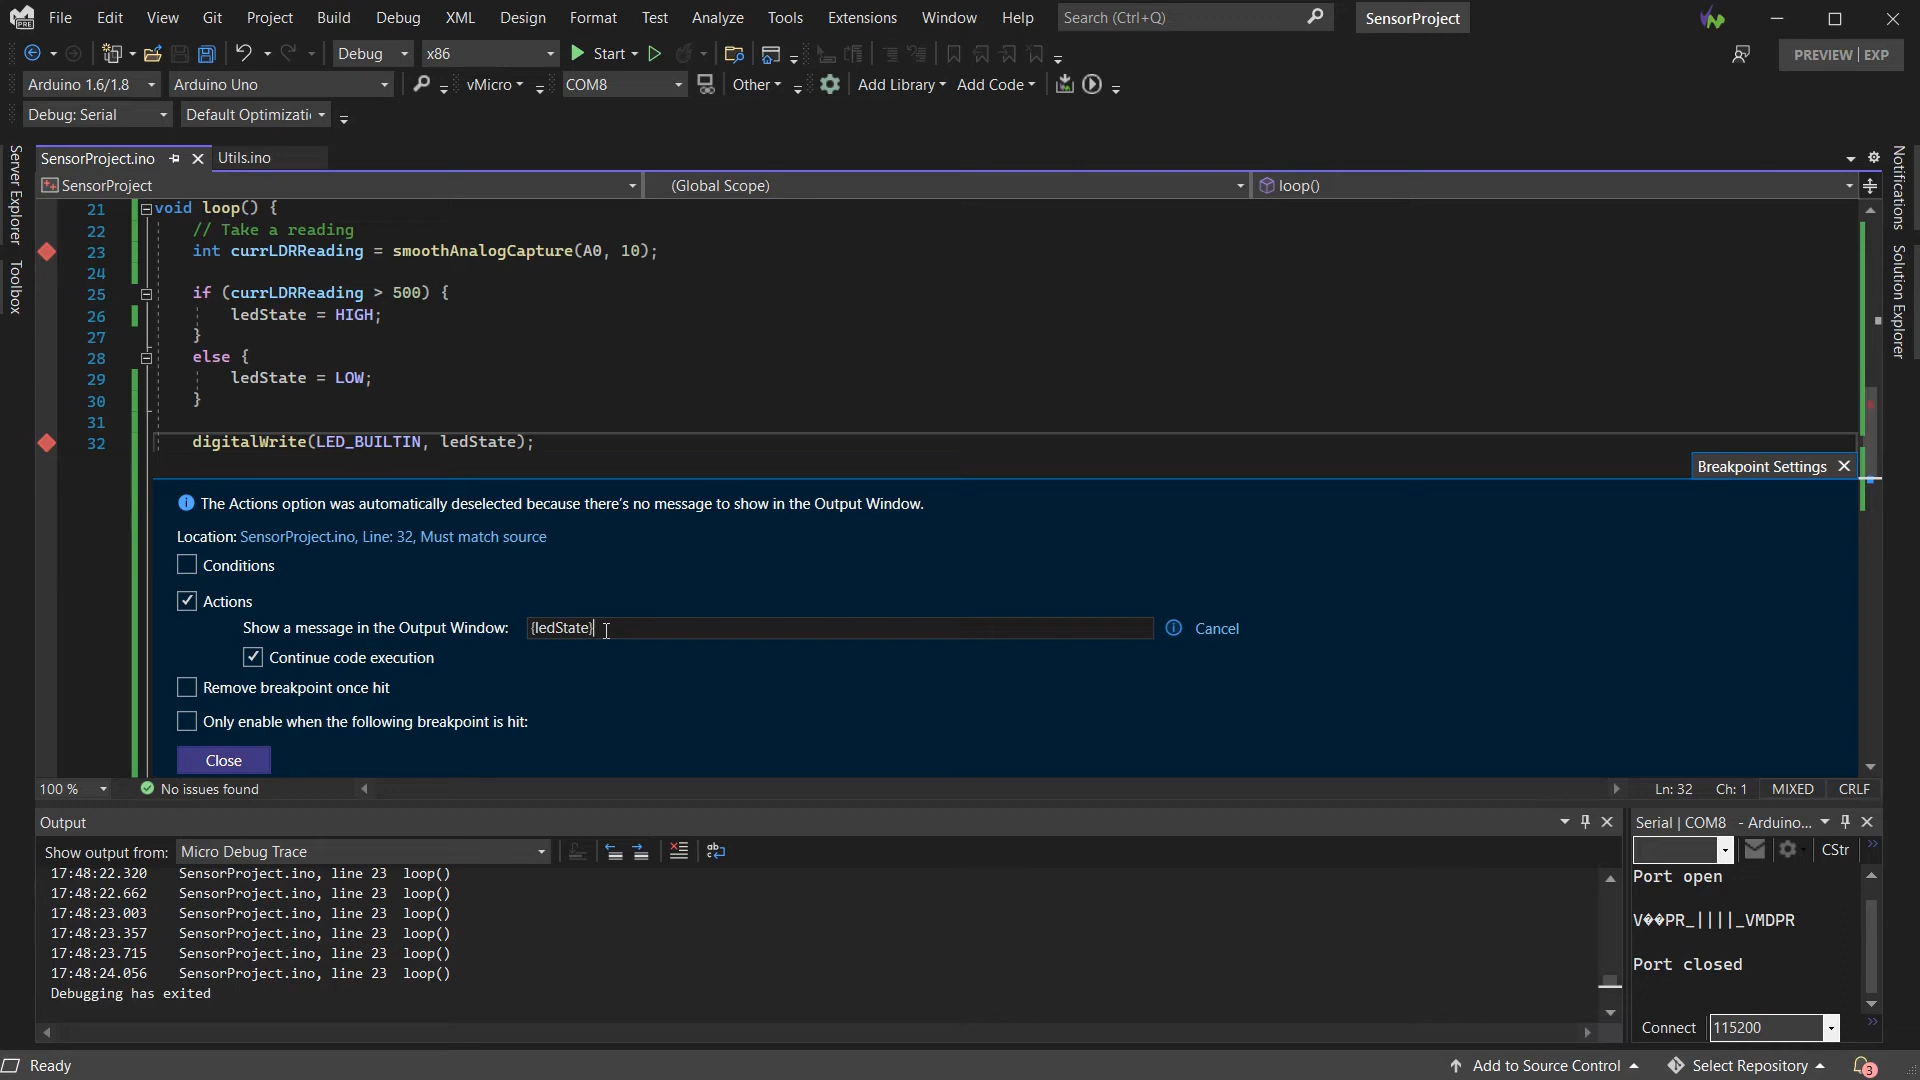 File Edit View Git Project Build Debug XML Design Format Test Analyze Tools Extensions Window Help Search (Ctrl+Q) SensorProject
Debug x86 Start PREVIEW | EXP
Arduino 1.6/1.8 Arduino Uno vMicro COM8 Other Add Library Add Code
Debug: Serial Default Optimizati
Server Explorer
Toolbox
SensorProject.ino Utils.ino
SensorProject (Global Scope) loop()
21 void loop() {
22 // Take a reading
23 int currLDRReading = smoothAnalogCapture(A0, 10);
24
25 if (currLDRReading > 500) {
26 ledState = HIGH;
27 }
28 else {
29 ledState = LOW;
30 }
31
32 digitalWrite(LED_BUILTIN, ledState);
Breakpoint Settings
The Actions option was automatically deselected because there's no message to show in the Output Window.
Location: SensorProject.ino, Line: 32, Must match source
Conditions
Actions
Show a message in the Output Window: {ledState} Cancel
Continue code execution
Remove breakpoint once hit
Only enable when the following breakpoint is hit:
Close
100 % No issues found Ln: 32 Ch: 1 MIXED CRLF
Notifications
Solution Explorer
Output
Show output from: Micro Debug Trace
17:48:22.320 SensorProject.ino, line 23 loop()
17:48:22.662 SensorProject.ino, line 23 loop()
17:48:23.003 SensorProject.ino, line 23 loop()
17:48:23.357 SensorProject.ino, line 23 loop()
17:48:23.715 SensorProject.ino, line 23 loop()
17:48:24.056 SensorProject.ino, line 23 loop()
Debugging has exited
Serial | COM8 - Arduino...
CStr
Port open
V��PR_||||_VMDPR
Port closed
Connect 115200
Ready Add to Source Control Select Repository 3